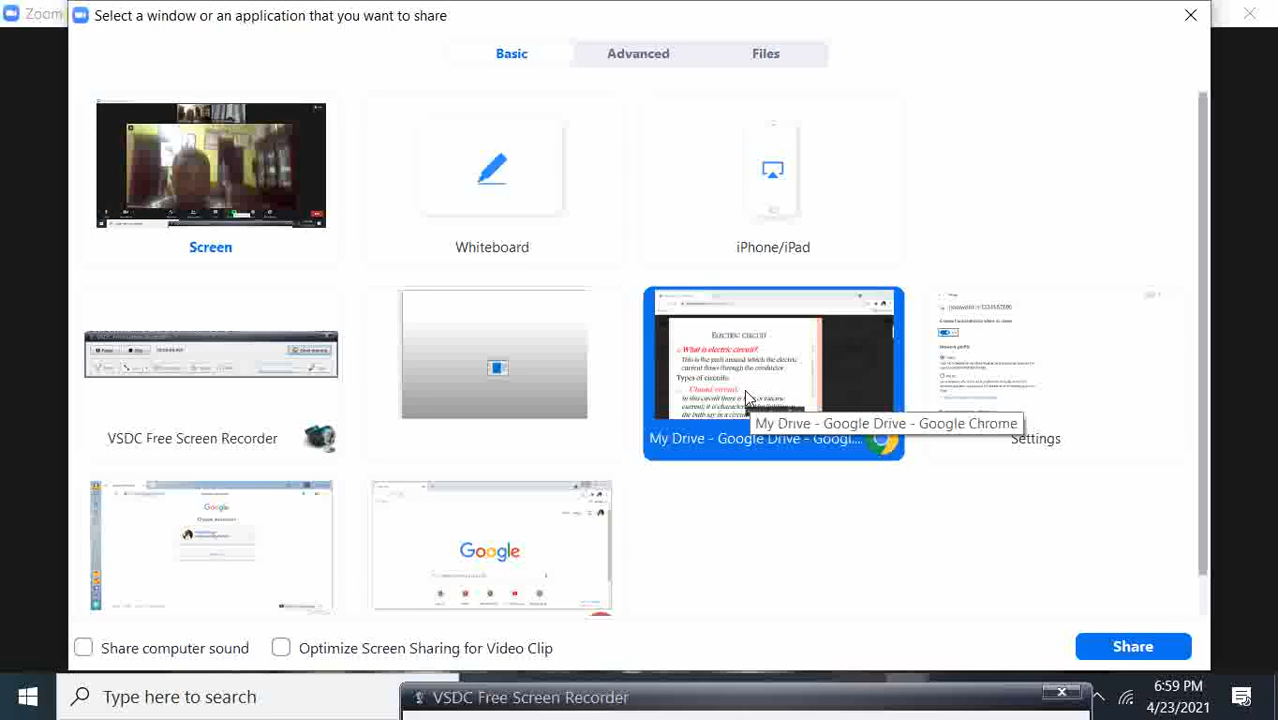 Zoom
Select a window or an application that you want to share
Basic
Advanced
Files
Screen
Whiteboard
iPhone/iPad
ELECTRIC CIRCUIT
What is electric circuit?
This is the path around which the electric
current flows through the conductor.
Types of circuits:
VSDC Free Screen Recorder
My Drive - Google Drive - Googl...
My Drive - Google Drive - Google Chrome
Settings
Google
Google
Share computer sound
Optimize Screen Sharing for Video Clip
Share
Type here to search
VSDC Free Screen Recorder
6:59 PM
4/23/2021